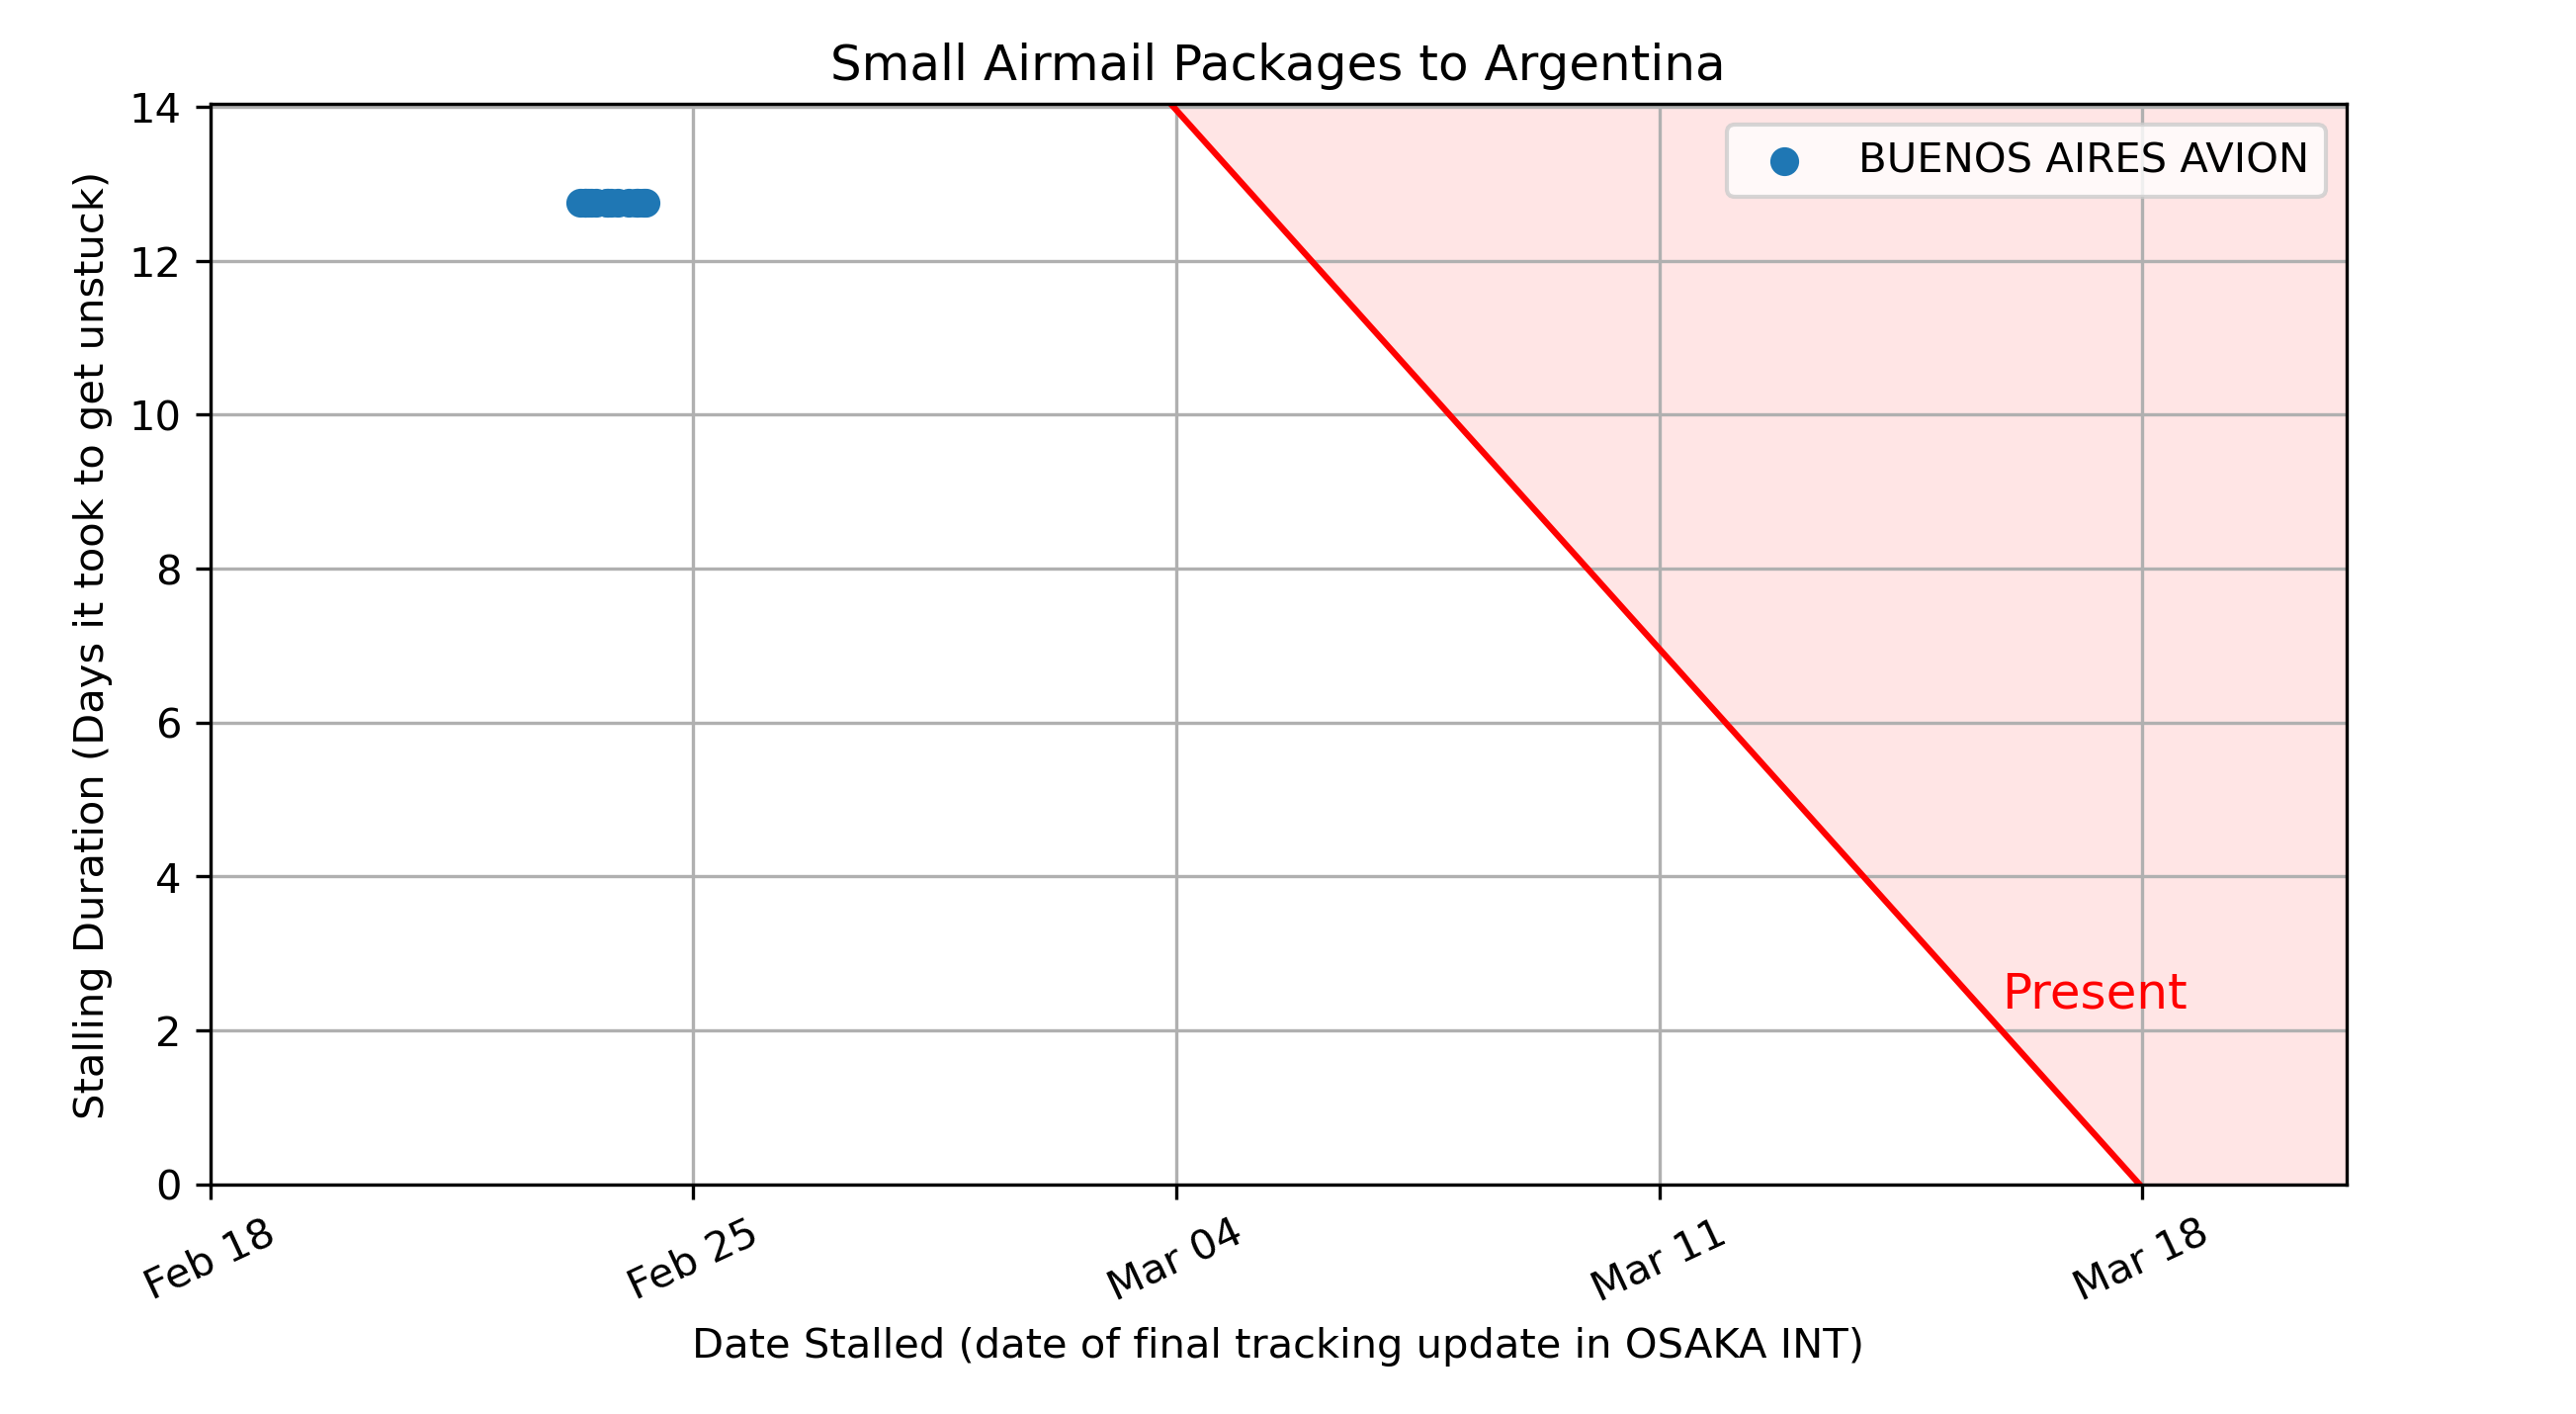 Small Airmail Packages to Argentina
BUENOS AIRES AVION
Stalling Duration (Days it took to get unstuck)
14
12
10
8
6
4
2
0
Present
Feb 18
Feb 25
Mar 04
Mar 11
Mar 18
Date Stalled (date of final tracking update in OSAKA INT)